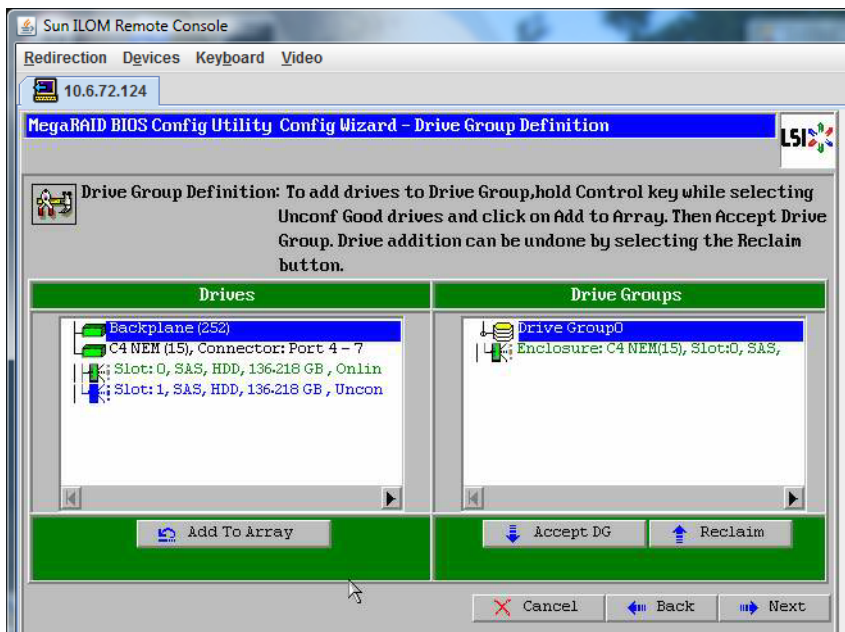 Sun ILOM Remote Console
Redirection Devices Keyboard Video
10.6.72.124
MegaRAID BIOS Config Utility Config Wizard - Drive Group Definition
LSI
Drive Group Definition: To add drives to Drive Group,hold Control key while selecting
Unconf Good drives and click on Add to Array. Then Accept Drive
Group. Drive addition can be undone by selecting the Reclaim
button.
Drives
Backplane (252)
C4 NEM (15), Connector: Port 4 - 7
Slot: 0, SAS, HDD, 136.218 GB , Onlin
Slot: 1, SAS, HDD, 136.218 GB , Uncon
Add To Array
Drive Groups
Drive Group0
Enclosure: C4 NEM(15), Slot:0, SAS,
Accept DG
Reclaim
Cancel
Back
Next